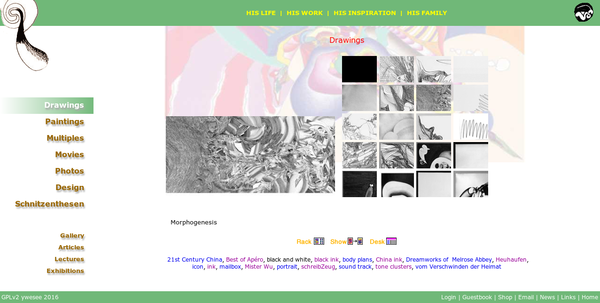 HIS LIFE | HIS WORK | HIS INSPIRATION | HIS FAMILY
Drawings
Drawings
Paintings
Multiples
Movies
Photos
Design
Schnitzenthesen
Gallery
Articles
Lectures
Exhibitions
Morphogenesis
Rack Show Desk
21st Century China, Best of Apéro, black and white, black ink, body plans, China ink, Dreamworks of Melrose Abbey, Heuhaufen,
icon, ink, mailbox, Mister Wu, portrait, schreibZeug, sound track, tone clusters, vom Verschwinden der Heimat
GPLv2 ywesee 2016
Login | Guestbook | Shop | Email | News | Links | Home